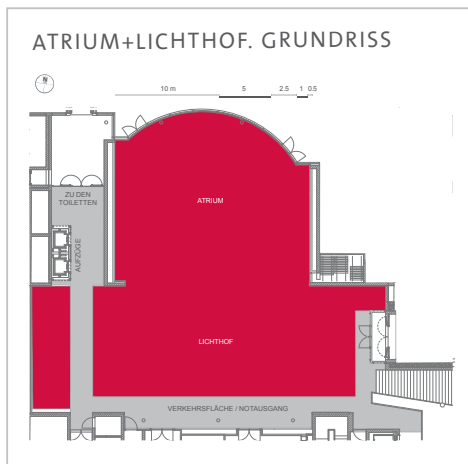 ATRIUM+LICHTHOF. GRUNDRISS
N
10 m 5 2.5 1 0.5
ZU DEN
TOILETTEN
ATRIUM
AUFZÜGE
LICHTHOF
VERKEHRSFLÄCHE / NOTAUSGANG